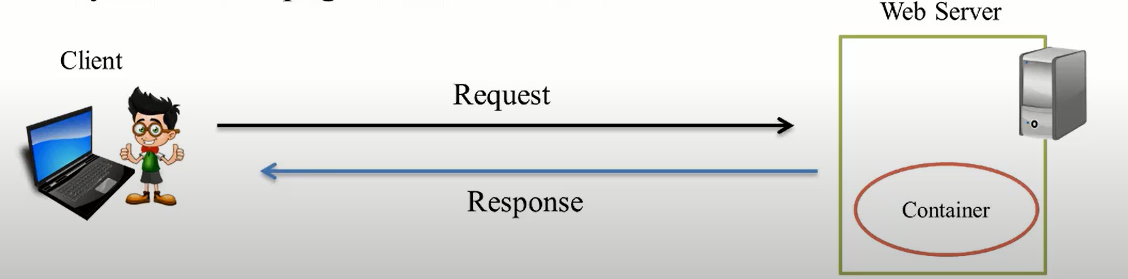 Web Server
Client
Request
Response
Container